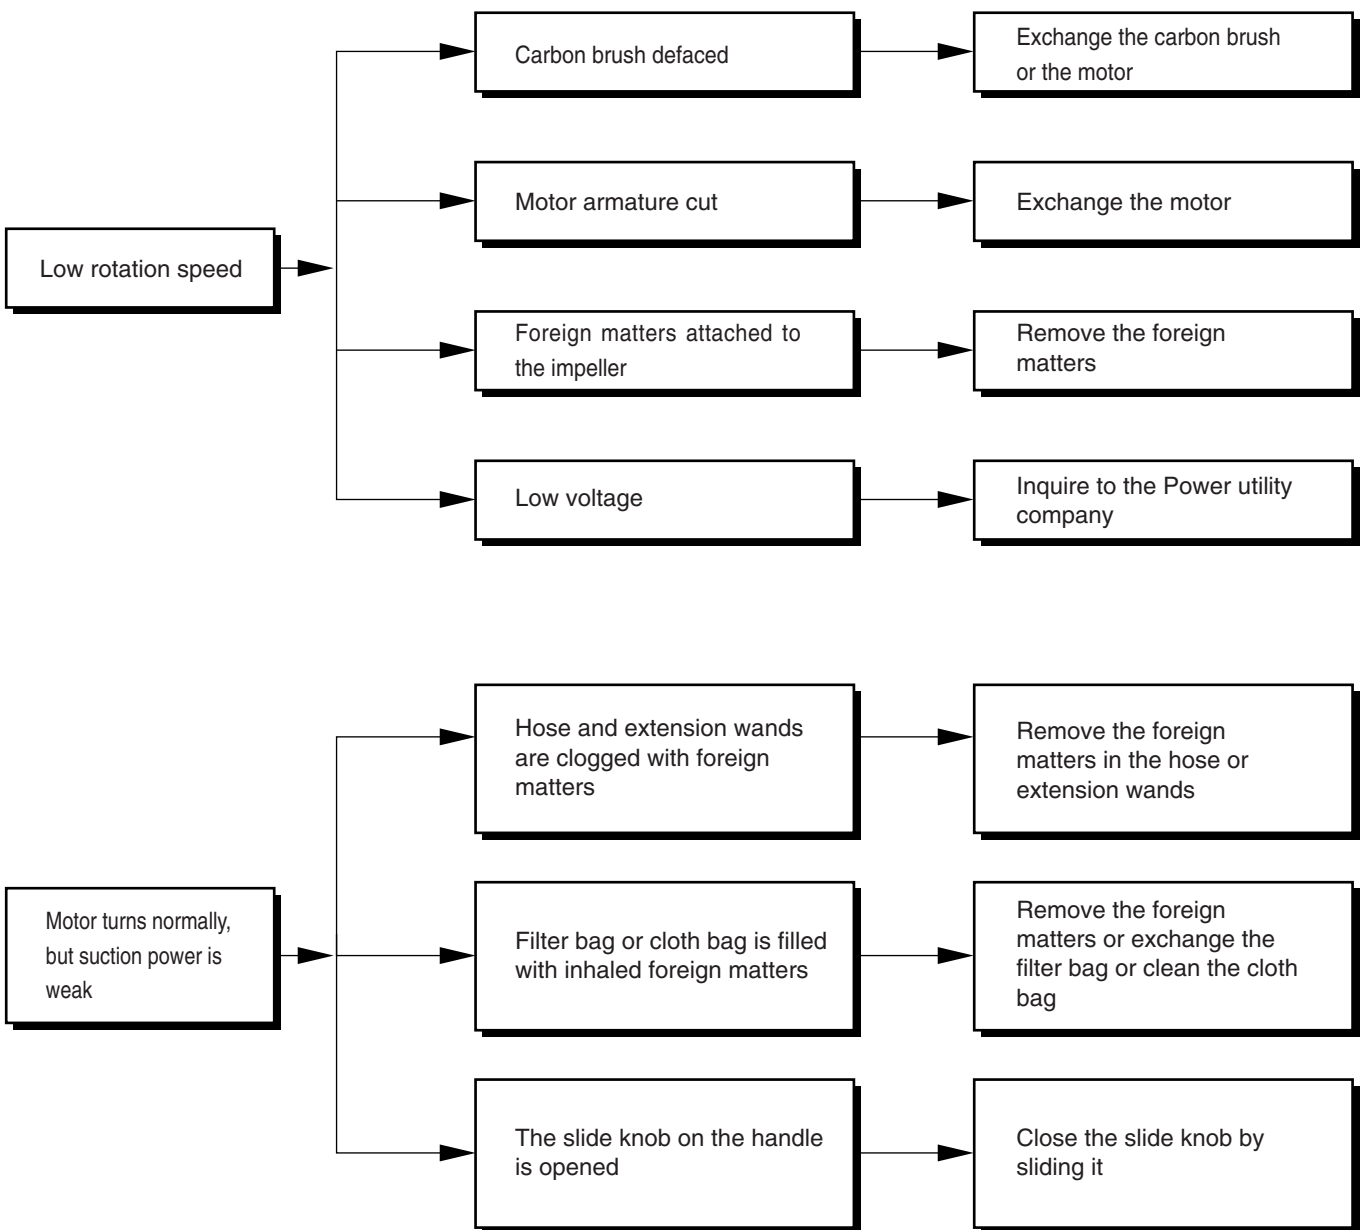 Low rotation speed
Carbon brush defaced
Exchange the carbon brush
or the motor
Motor armature cut
Exchange the motor
Foreign matters attached to
the impeller
Remove the foreign
matters
Low voltage
Inquire to the Power utility
company
Motor turns normally,
but suction power is
weak
Hose and extension wands
are clogged with foreign
matters
Remove the foreign
matters in the hose or
extension wands
Filter bag or cloth bag is filled
with inhaled foreign matters
Remove the foreign
matters or exchange the
filter bag or clean the cloth
bag
The slide knob on the handle
is opened
Close the slide knob by
sliding it